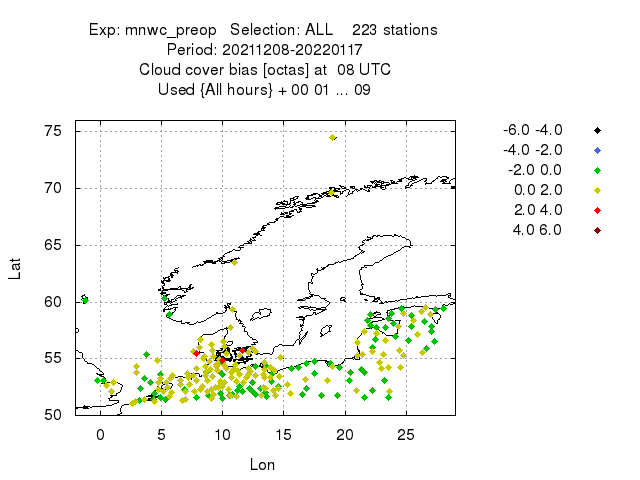 Exp: mnwc_preop   Selection: ALL    223 stations
Period: 20211208-20220117
Cloud cover bias [octas] at  08 UTC
Used {All hours} + 00 01 ... 09
-6.0 -4.0
-4.0 -2.0
-2.0 0.0
0.0 2.0
2.0 4.0
4.0 6.0
75
70
65
60
55
50
Lat
0 5 10 15 20 25
Lon